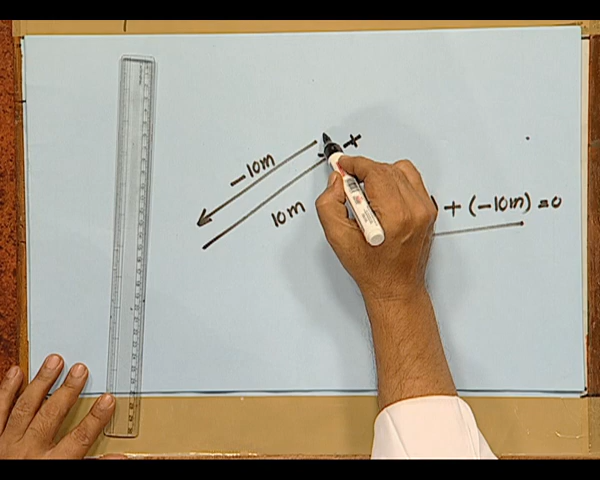 -10m
+
10m
+ (-10m) = 0